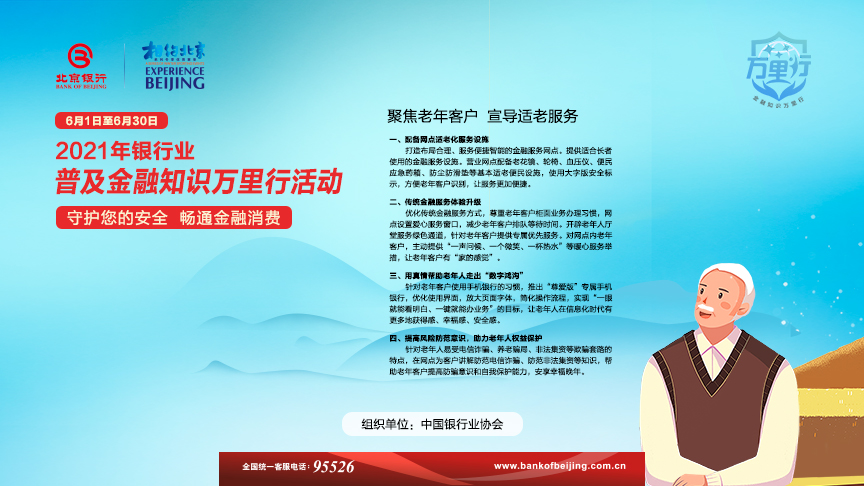 北京银行
BANK OF BEIJING
相约北京
EXPERIENCE
BEIJING
万里行
金融知识万里行
6月1日至6月30日
2021年银行业
普及金融知识万里行活动
守护您的安全 畅通金融消费
聚焦老年客户 宣导适老服务
一、配备网点适老化服务设施
打造布局合理、服务便捷智能的金融服务网点。提供适合长者
使用的金融服务设施。营业网点配备老花镜、轮椅、血压仪、便民
应急药箱、防尘防滑垫等基本适老便民设施，使用大字版安全标
示，方便老年客户识别，让服务更加便捷。
二、传统金融服务体验升级
优化传统金融服务方式，尊重老年客户柜面业务办理习惯，网
点设置爱心服务窗口，减少老年客户排队等待时间。开辟老年人厅
堂服务绿色通道，针对老年客户提供专属优先服务。对网点内老年
客户，主动提供“一声问候、一个微笑、一杯热水”等暖心服务举
措，让老年客户有“家的感觉”。
三、用真情帮助老年人走出“数字鸿沟”
针对老年客户使用手机银行的习惯，推出“尊爱版”专属手机
银行，优化使用界面，放大页面字体，简化操作流程，实现“一眼
就能看明白、一键就能办业务”的目标，让老年人在信息化时代有
更多地获得感、幸福感、安全感。
四、提高风险防范意识，助力老年人权益保护
针对老年人易受电信诈骗、养老骗局、非法集资等欺骗套路的
特点，在网点为客户讲解防范电信诈骗、防范非法集资等知识，帮
助老年客户提高防骗意识和自我保护能力，安享幸福晚年。
组织单位：中国银行业协会
全国统一客服电话：95526
www.bankofbeijing.com.cn